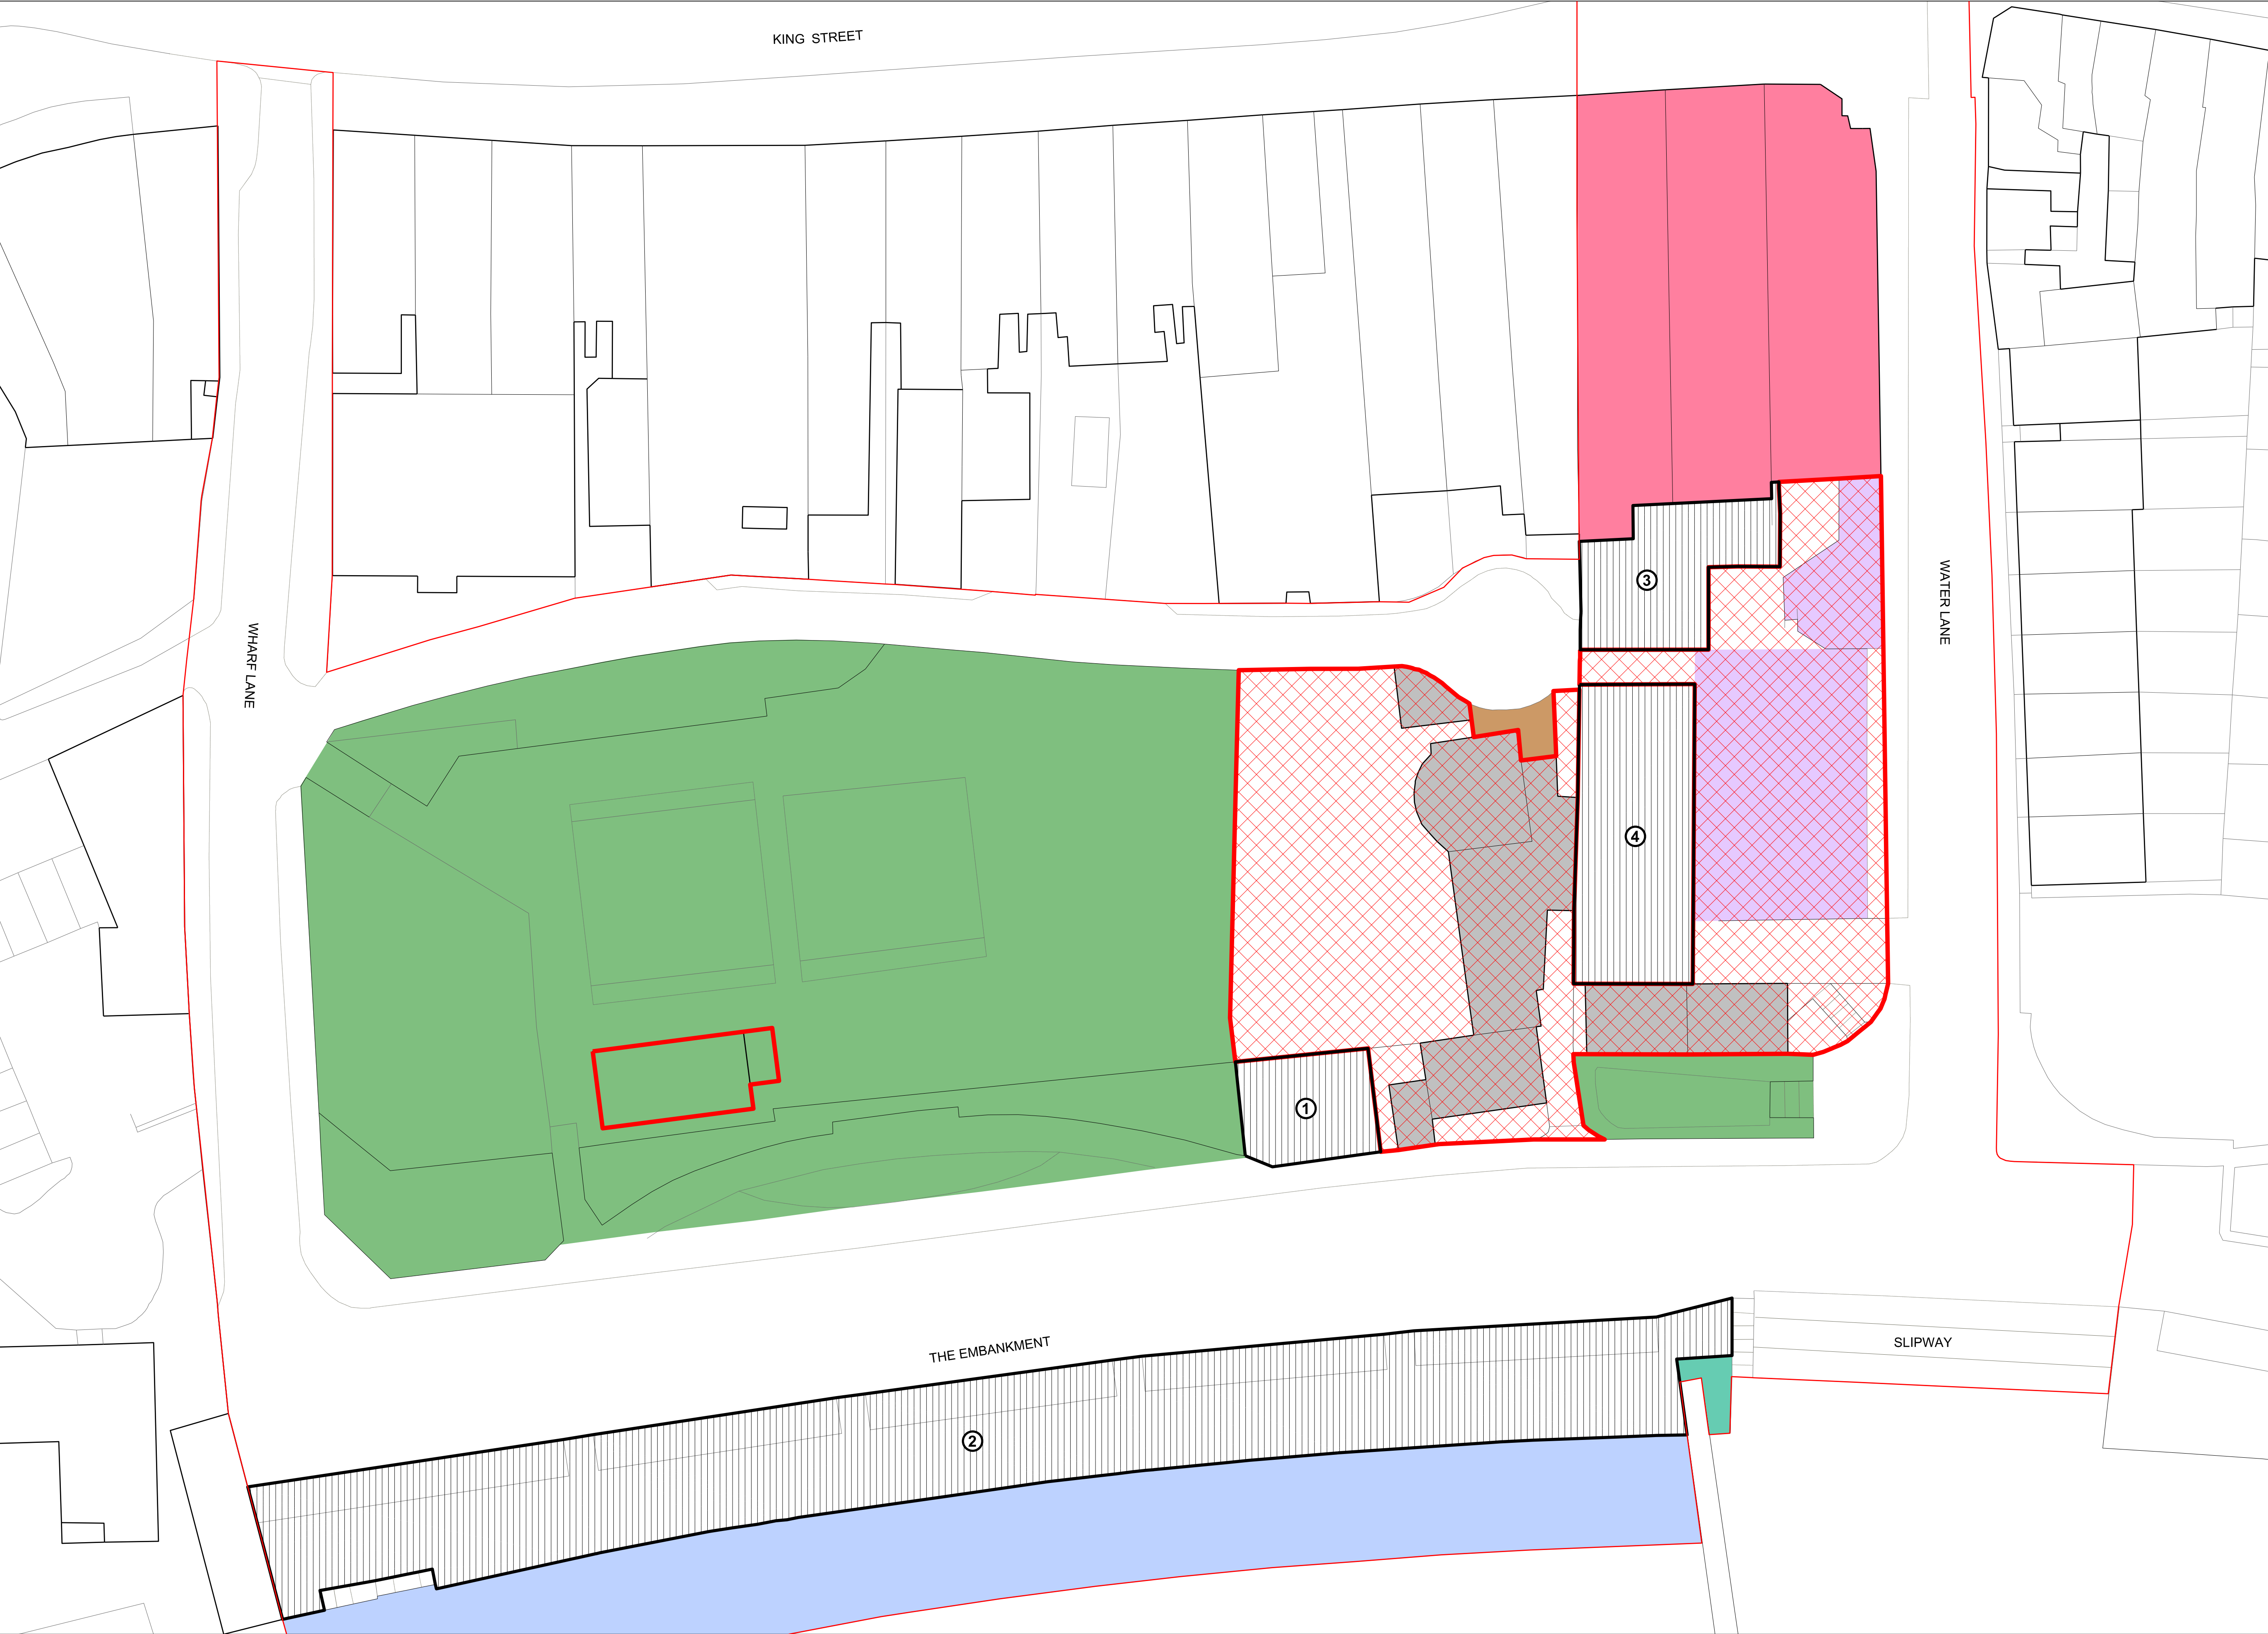 KING STREET
3
WATER LANE
WHARF LANE
4
1
THE EMBANKMENT
SLIPWAY
2